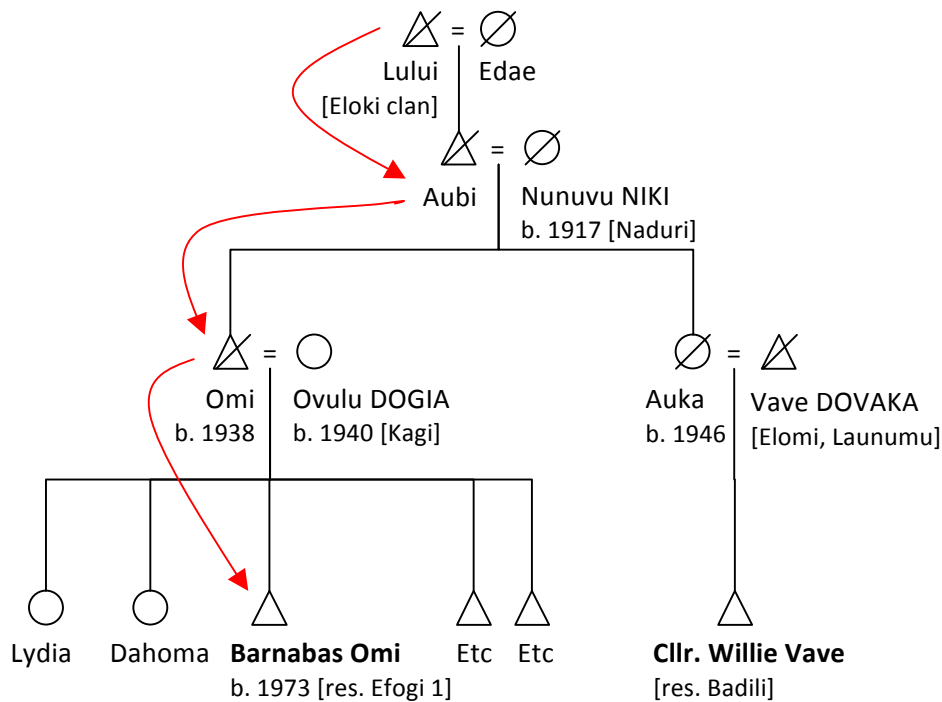 =
Lului Edae
[Eloki clan]
=
Aubi Nunuvu NIKI
b. 1917 [Naduri]
= =
Omi Ovulu DOGIA Auka Vave DOVAKA
b. 1938 b. 1940 [Kagi] b. 1946 [Elomi, Launumu]
Lydia Dahoma Barnabas Omi Etc Etc Cllr. Willie Vave
b. 1973 [res. Efogi 1] [res. Badili]